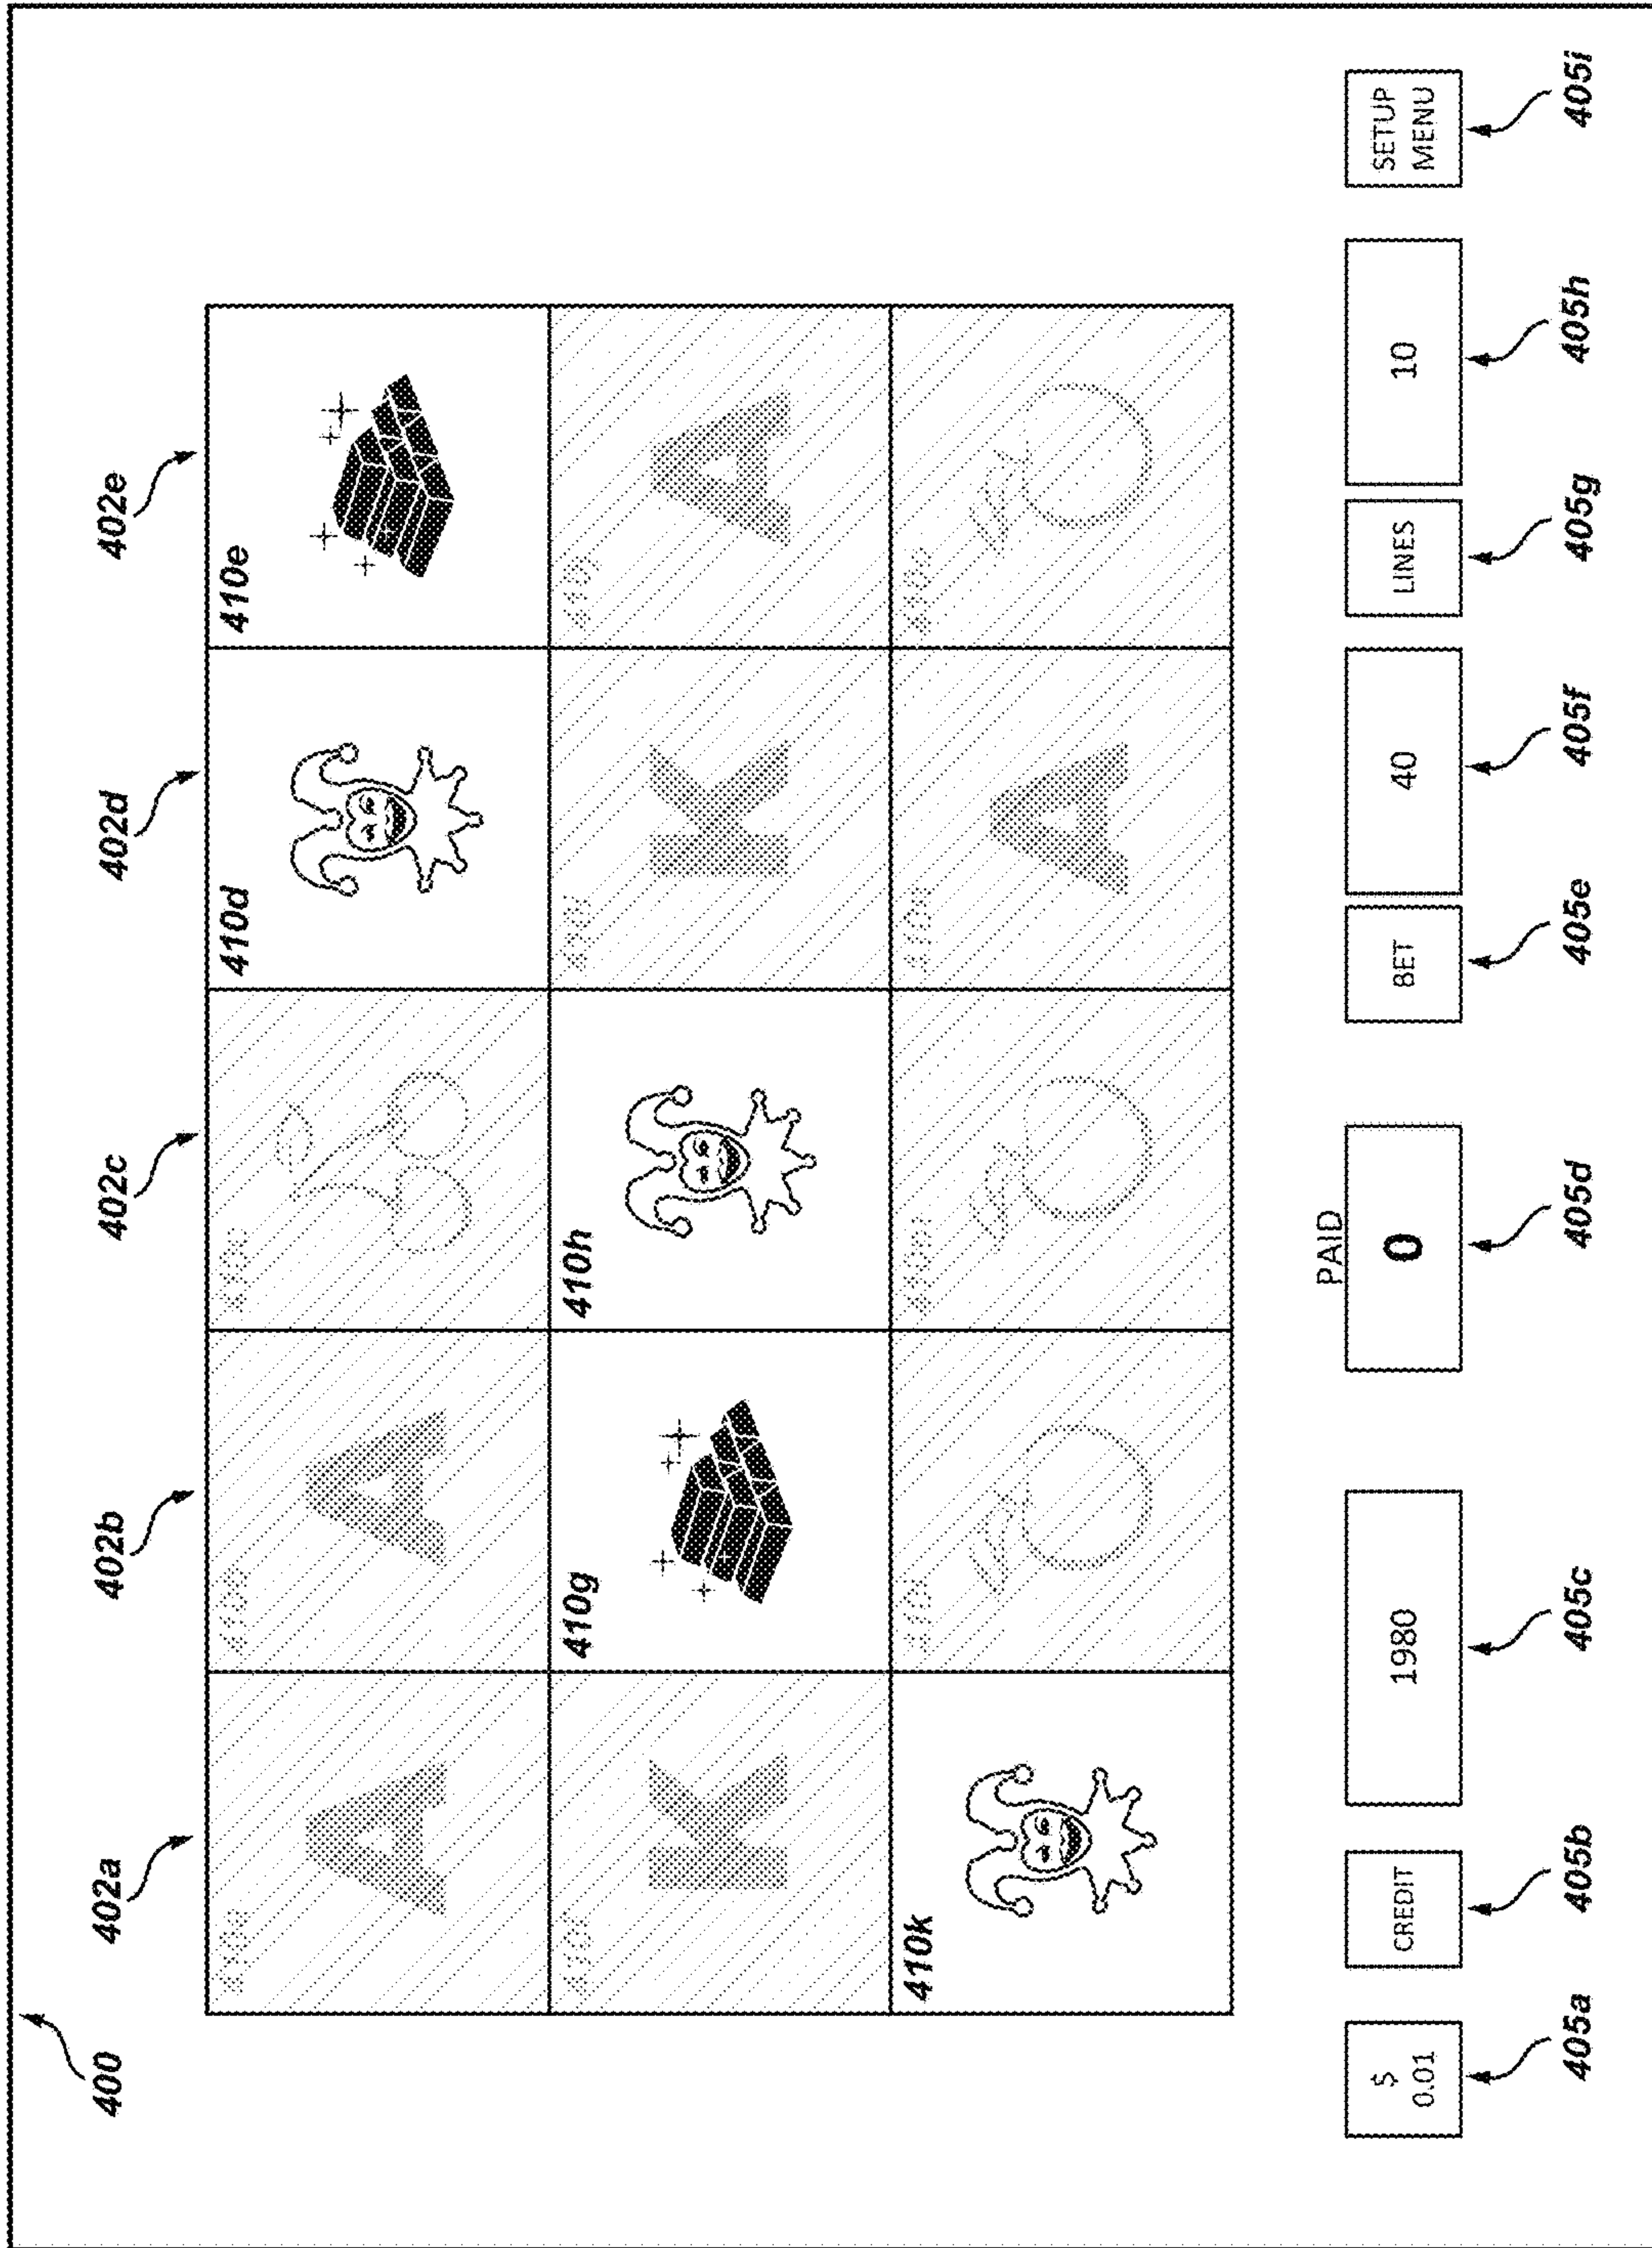 400
402a 402b 402c 402d 402e
A A 410d 410e
K 410g 410h K A
410k A
PAID
$ 0.01 CREDIT 1980 0 BET 40 LINES 10 SETUP MENU
405a 405b 405c 405d 405e 405f 405g 405h 405i